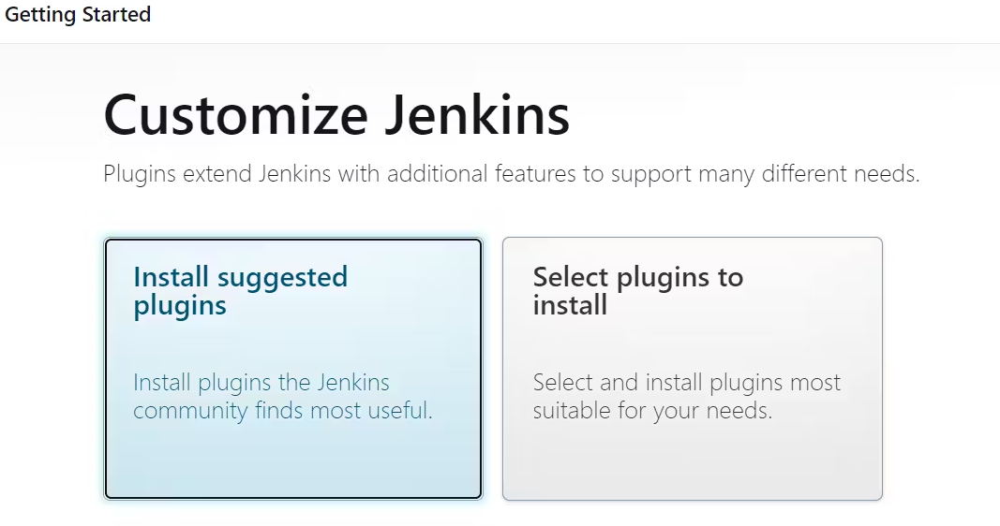 Getting Started
Customize Jenkins
Plugins extend Jenkins with additional features to support many different needs.
Install suggested
plugins
Install plugins the Jenkins
community finds most useful.
Select plugins to
install
Select and install plugins most
suitable for your needs.